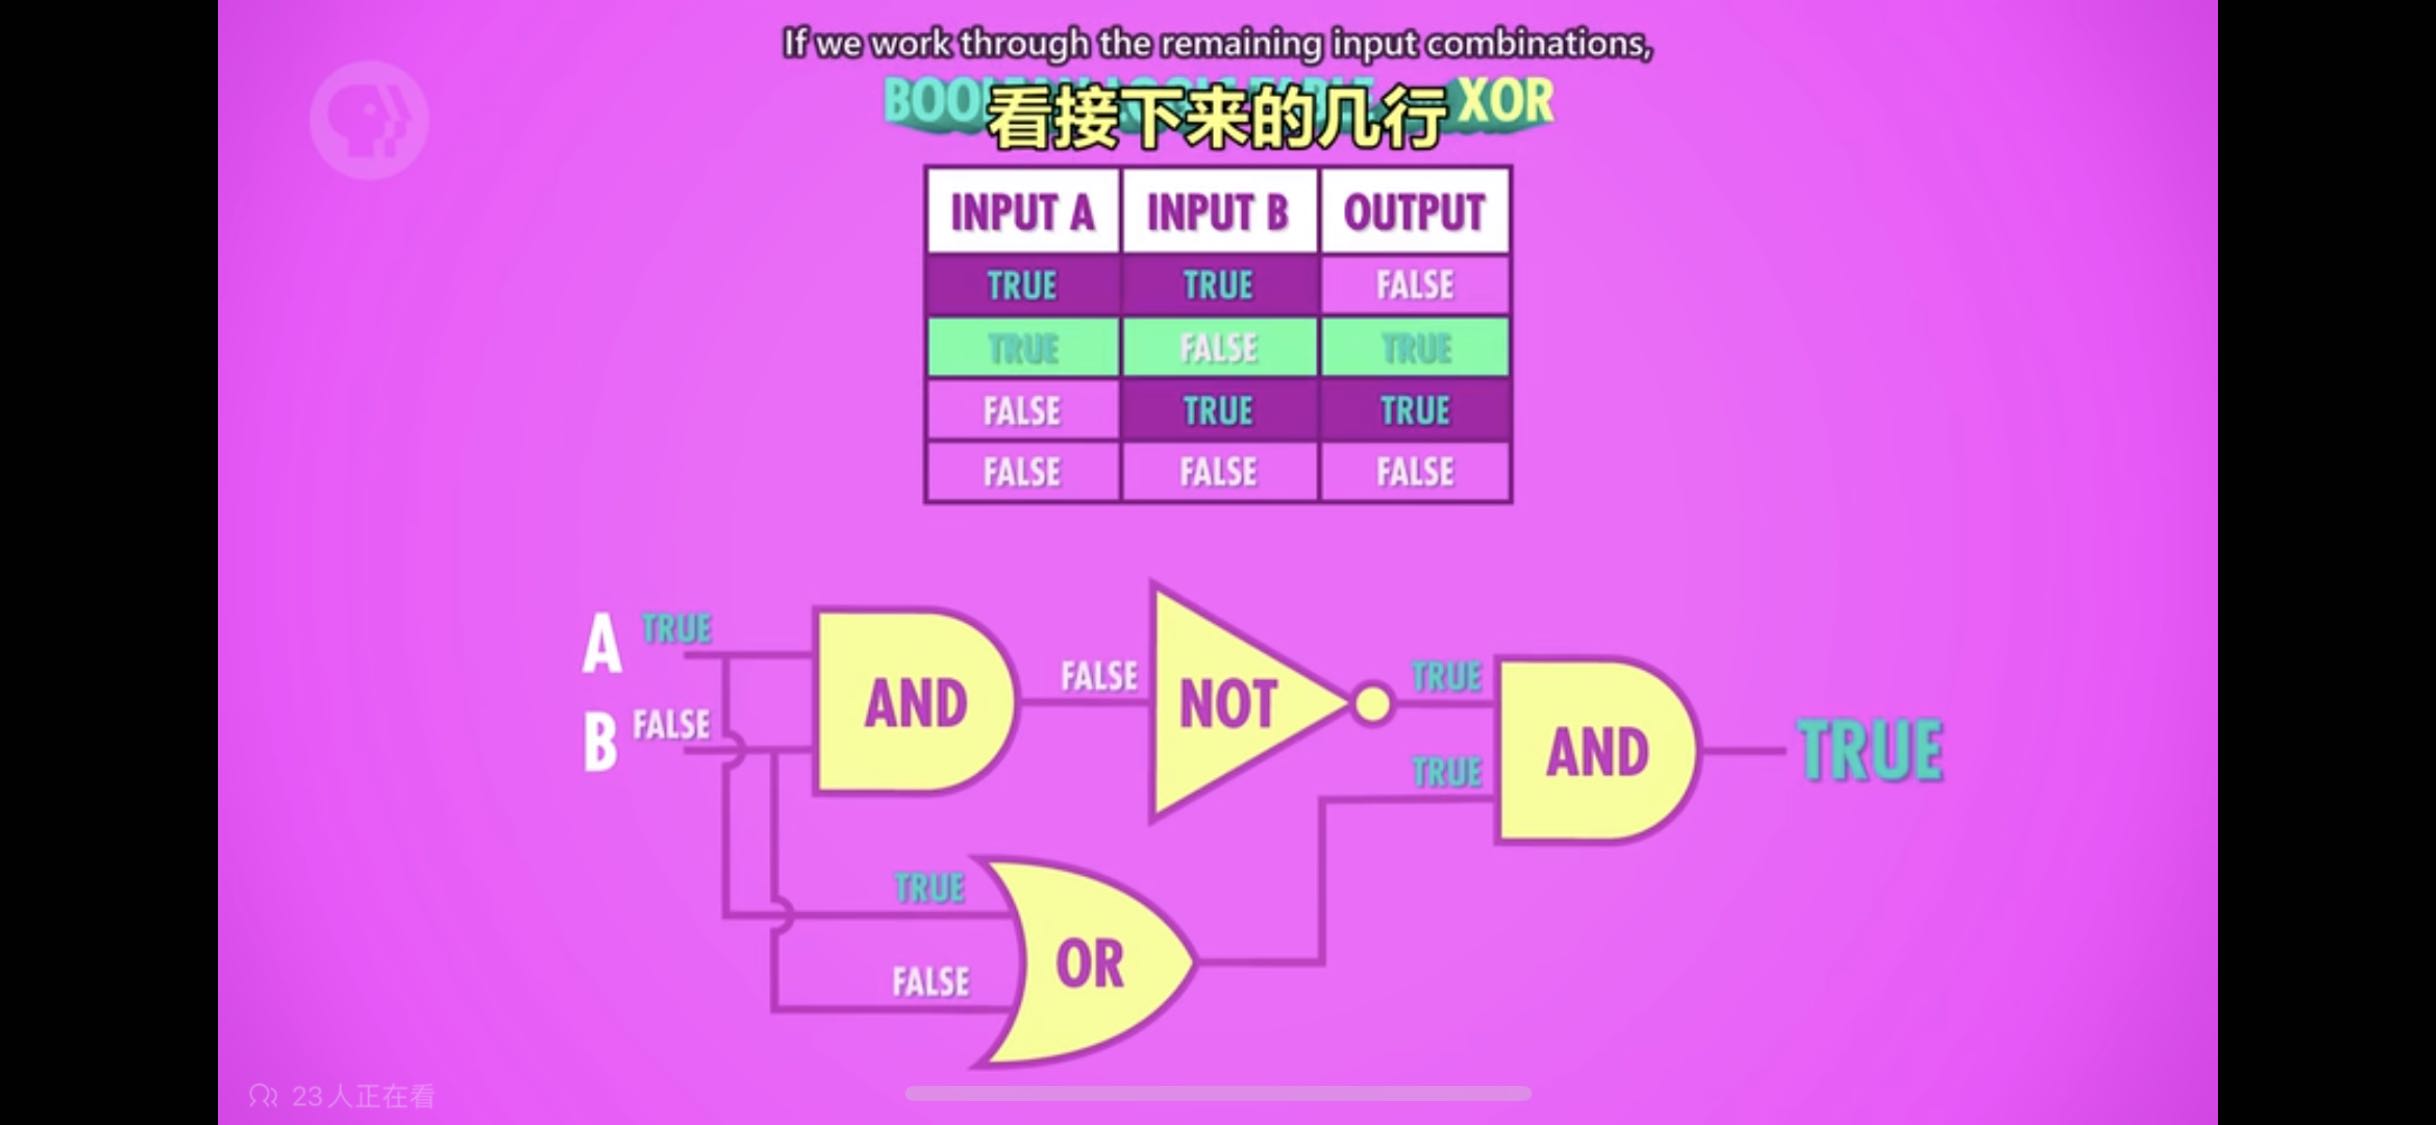 If we work through the remaining input combinations,
看接下来的几行
XOR
INPUT A INPUT B OUTPUT
TRUE TRUE FALSE
TRUE FALSE TRUE
FALSE TRUE TRUE
FALSE FALSE FALSE
A TRUE
B FALSE
AND
FALSE
NOT
TRUE
TRUE
AND
TRUE
TRUE
FALSE
OR
23人正在看